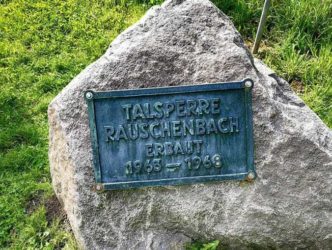 TALSPERRE
RAUSCHENBACH
ERBAUT
1963 – 1968